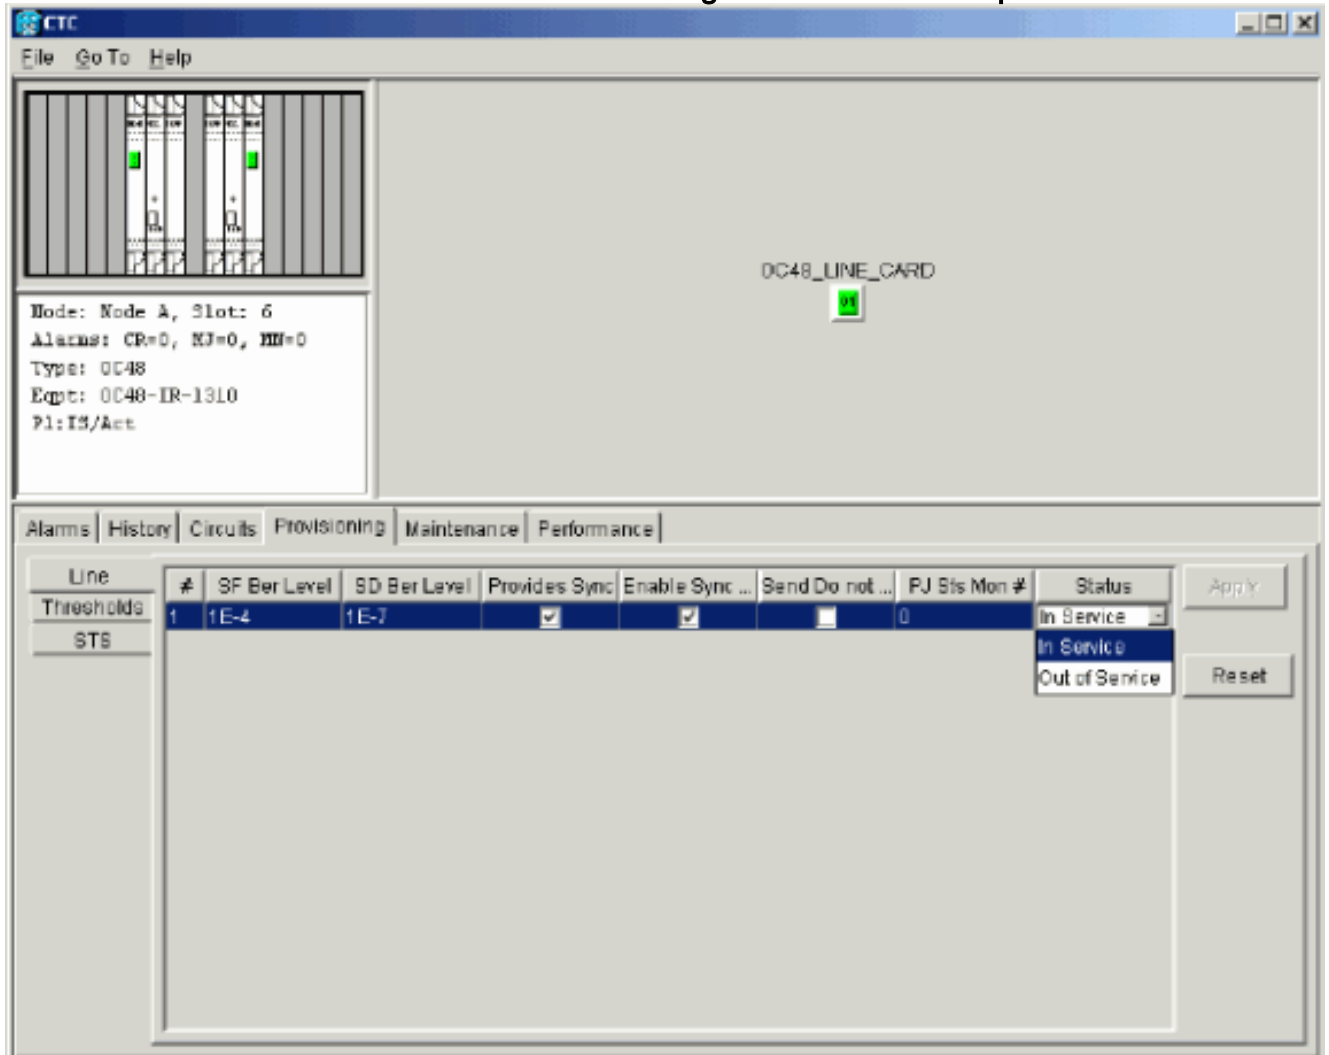 CTC
File Go To Help
OC48_LINE_CARD
01
Node: Node A, Slot: 6
Alarms: CR=0, MJ=0, MN=0
Type: OC48
Eqpt: OC48-IR-1310
P1:IS/Act
Alarms History Circuits Provisioning Maintenance Performance
Line
Thresholds
STS
# SF Ber Level SD Ber Level Provides Sync Enable Sync ... Send Do not ... PJ Sts Mon # Status
1 1E-4 1E-7 0 In Service
In Service
Out of Service
Apply
Reset